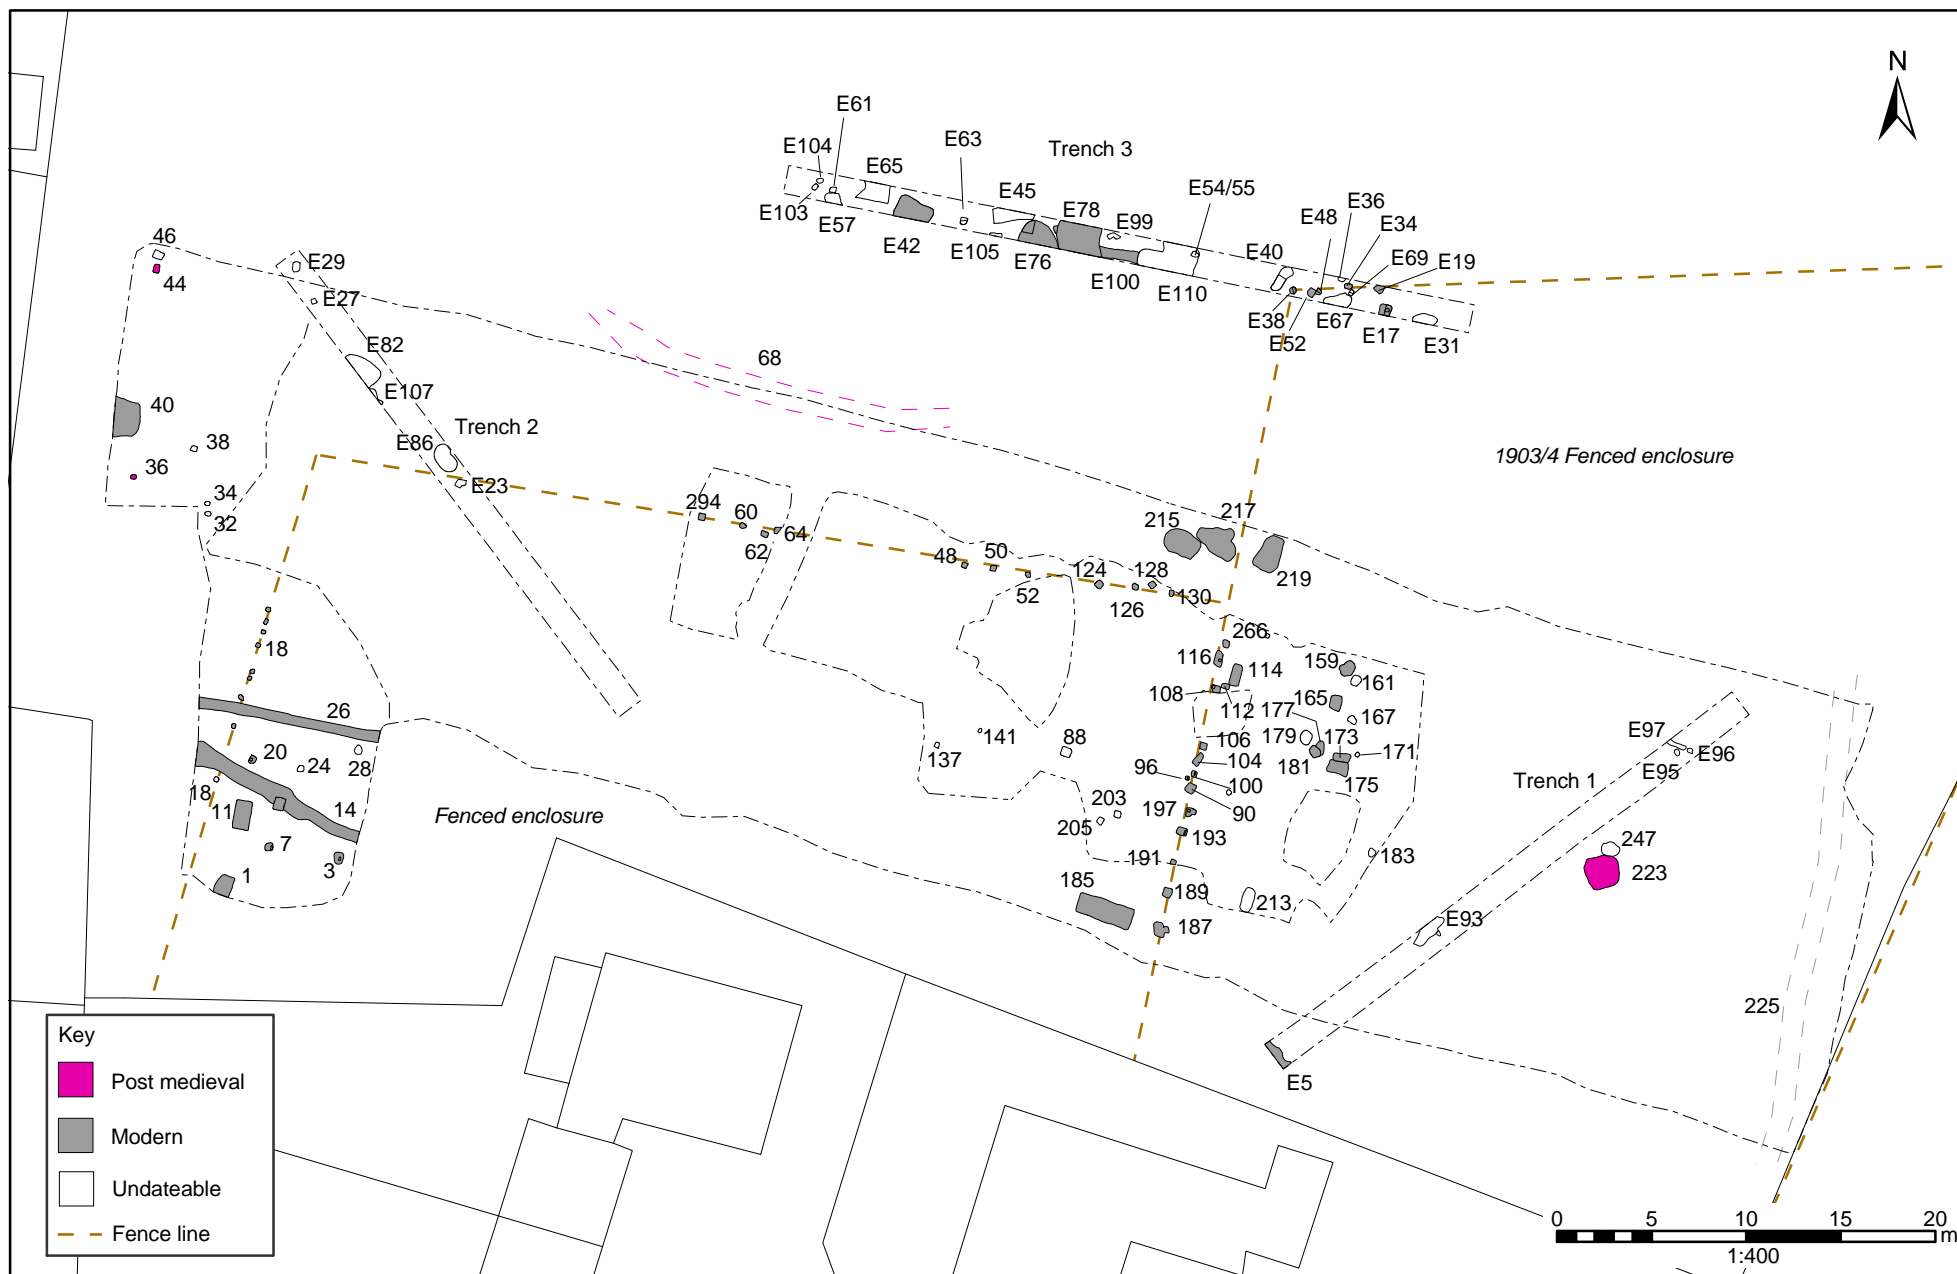 N
E61
E104
E65
E63
Trench 3
E45
E78
E99
E54/55
E36
E48
E34
E40
E69
E19
E103
E57
E42
E105
E76
E100
E110
E38
E52
E67
E17
E31
46
44
E29
E27
E82
E107
Trench 2
E86
E23
68
1903/4 Fenced enclosure
40
38
36
34
32
294
60
62
64
48
50
52
124
128
126
130
215
217
219
18
266
116
114
108
112
159
161
165
167
177
179
173
171
181
175
26
20
24
28
18
11
14
7
3
1
Fenced enclosure
137
141
88
106
104
96
100
90
197
193
203
205
191
189
185
187
213
183
E97
E96
E95
Trench 1
247
223
E93
225
E5
Key
Post medieval
Modern
Undateable
Fence line
0 5 10 15 20
m
1:400